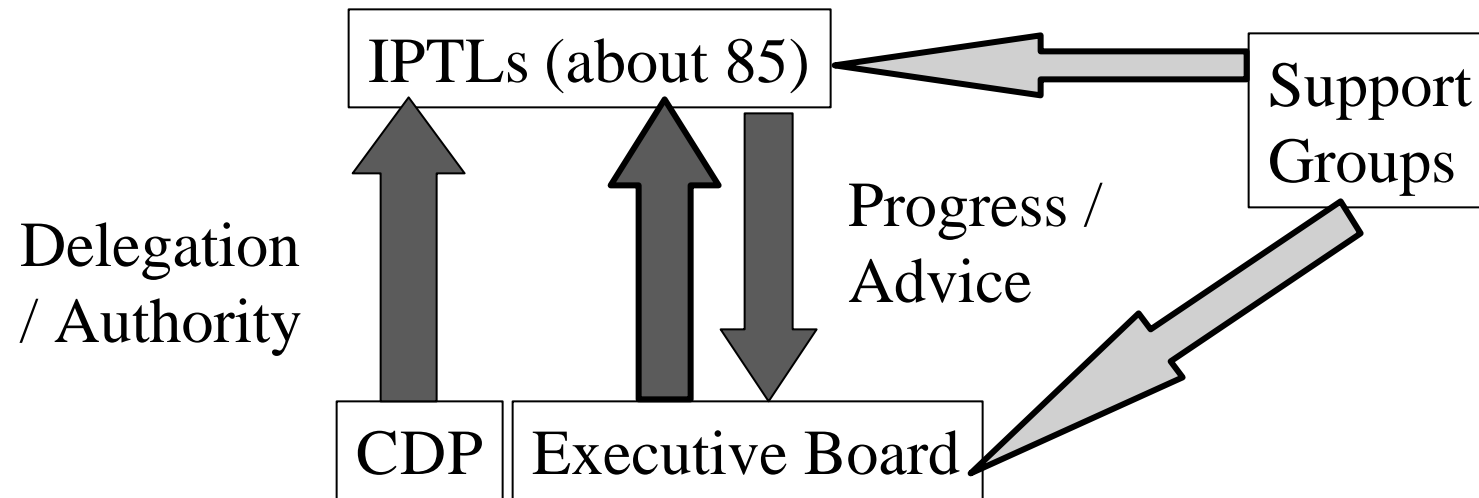 IPTLs (about 85)
Support
Groups
Progress /
Advice
Delegation
/ Authority
CDP
Executive Board